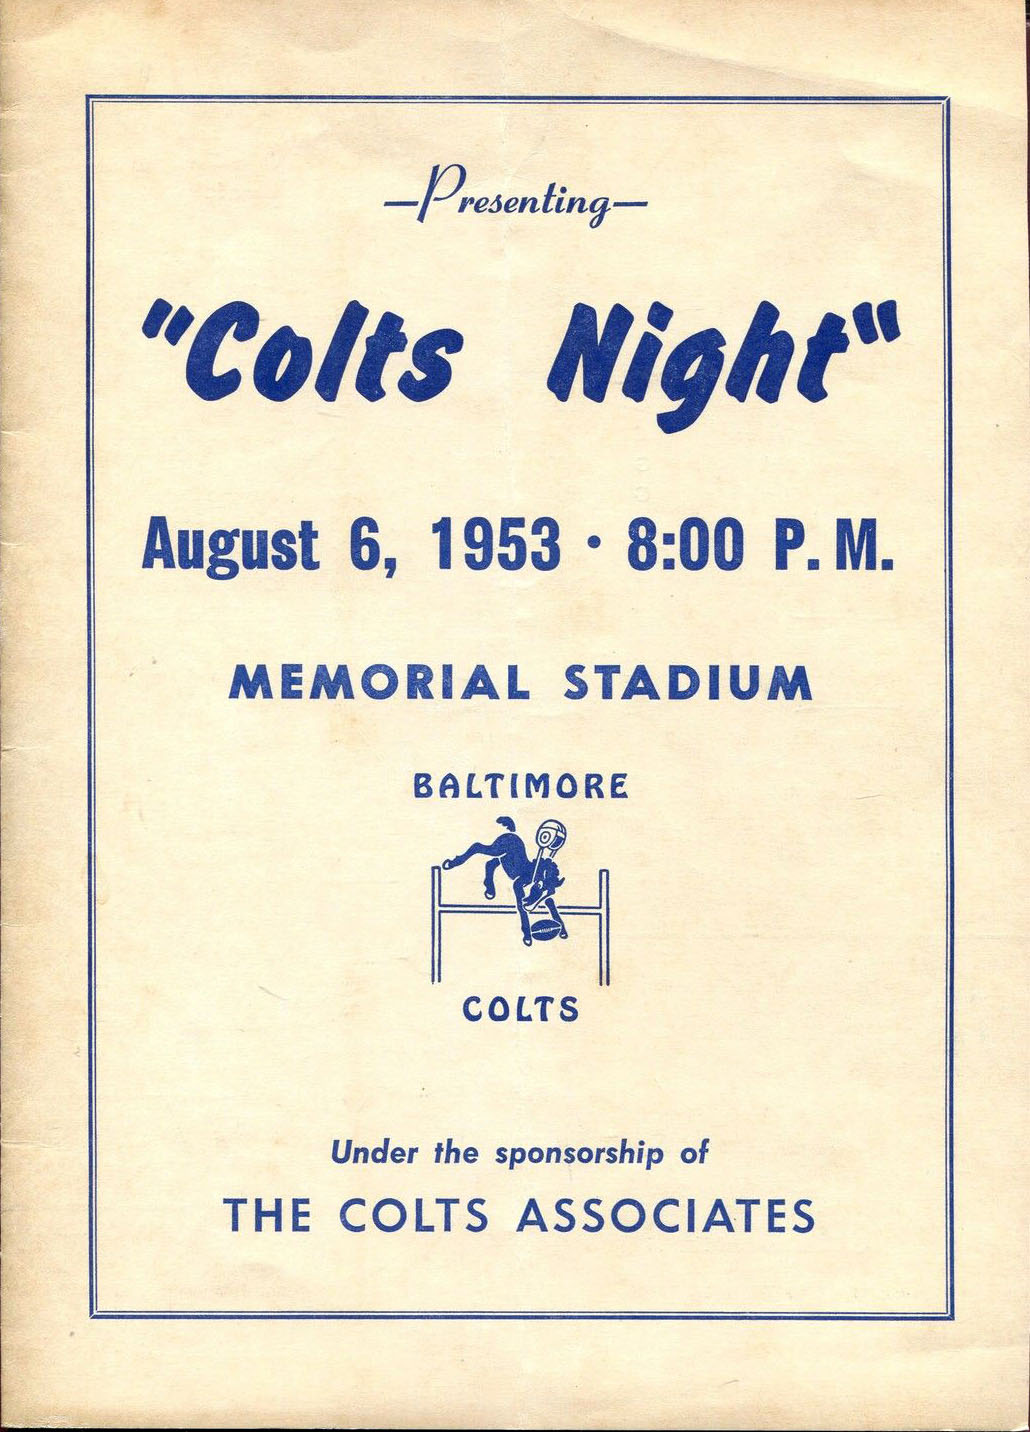 —Presenting—
"Colts Night"
August 6, 1953 · 8:00 P. M.
MEMORIAL STADIUM
BALTIMORE
COLTS
Under the sponsorship of
THE COLTS ASSOCIATES